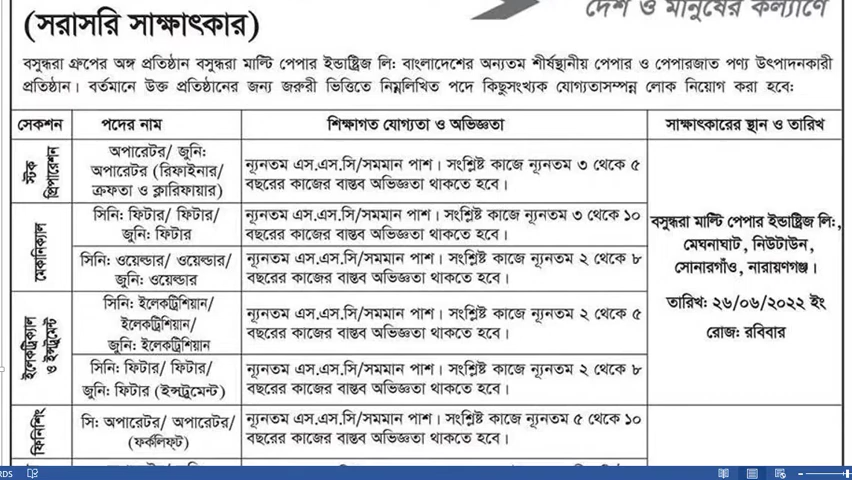 দেশ ও মানুষের কল্যাণে
(সরাসরি সাক্ষাৎকার)
বসুন্ধরা গ্রুপের অঙ্গ প্রতিষ্ঠান বসুন্ধরা মাল্টি পেপার ইন্ডাষ্ট্রিজ লি: বাংলাদেশের অন্যতম শীর্ষস্থানীয় পেপার ও পেপারজাত পণ্য উৎপাদনকারী
প্রতিষ্ঠান। বর্তমানে উক্ত প্রতিষ্ঠানের জন্য জরুরী ভিত্তিতে নিম্নলিখিত পদে কিছুসংখ্যক যোগ্যতাসম্পন্ন লোক নিয়োগ করা হবে:
সেকশন পদের নাম শিক্ষাগত যোগ্যতা ও অভিজ্ঞতা সাক্ষাৎকারের স্থান ও তারিখ
স্টক
প্রিপারেশন
অপারেটর/ জুনি:
অপারেটর (রিফাইনার/
ক্রফতা ও ক্লারিফায়ার)
ন্যূনতম এস.এস.সি/সমমান পাশ। সংশ্লিষ্ট কাজে ন্যূনতম ৩ থেকে ৫
বছরের কাজের বাস্তব অভিজ্ঞতা থাকতে হবে।
মেকানিক্যাল
সিনি: ফিটার/ ফিটার/
জুনি: ফিটার
ন্যূনতম এস.এস.সি/সমমান পাশ। সংশ্লিষ্ট কাজে ন্যূনতম ৩ থেকে ১০
বছরের কাজের বাস্তব অভিজ্ঞতা থাকতে হবে।
সিনি: ওয়েল্ডার/ ওয়েল্ডার/
জুনি: ওয়েল্ডার
ন্যূনতম এস.এস.সি/সমমান পাশ। সংশ্লিষ্ট কাজে ন্যূনতম ২ থেকে ৮
বছরের কাজের বাস্তব অভিজ্ঞতা থাকতে হবে।
ইলেকট্রিক্যাল
ও ইন্সট্রুমেন্ট
সিনি: ইলেকট্রিশিয়ান/
ইলেকট্রিশিয়ান/
জুনি: ইলেকট্রিশিয়ান
ন্যূনতম এস.এস.সি/সমমান পাশ। সংশ্লিষ্ট কাজে ন্যূনতম ২ থেকে ৫
বছরের কাজের বাস্তব অভিজ্ঞতা থাকতে হবে।
সিনি: ফিটার/ ফিটার/
জুনি: ফিটার (ইন্সট্রুমেন্ট)
ন্যূনতম এস.এস.সি/সমমান পাশ। সংশ্লিষ্ট কাজে ন্যূনতম ২ থেকে ৮
বছরের কাজের বাস্তব অভিজ্ঞতা থাকতে হবে।
বসুন্ধরা মাল্টি পেপার ইন্ডাষ্ট্রিজ লি:,
মেঘনাঘাট, নিউটাউন,
সোনারগাঁও, নারায়ণগঞ্জ।
তারিখ: ২৬/০৬/২০২২ ইং
রোজ: রবিবার
ফিনিশিং
সি: অপারেটর/ অপারেটর/
(ফর্কলিফ্ট)
ন্যূনতম এস.এস.সি/সমমান পাশ। সংশ্লিষ্ট কাজে ন্যূনতম ৫ থেকে ১০
বছরের কাজের বাস্তব অভিজ্ঞতা থাকতে হবে।